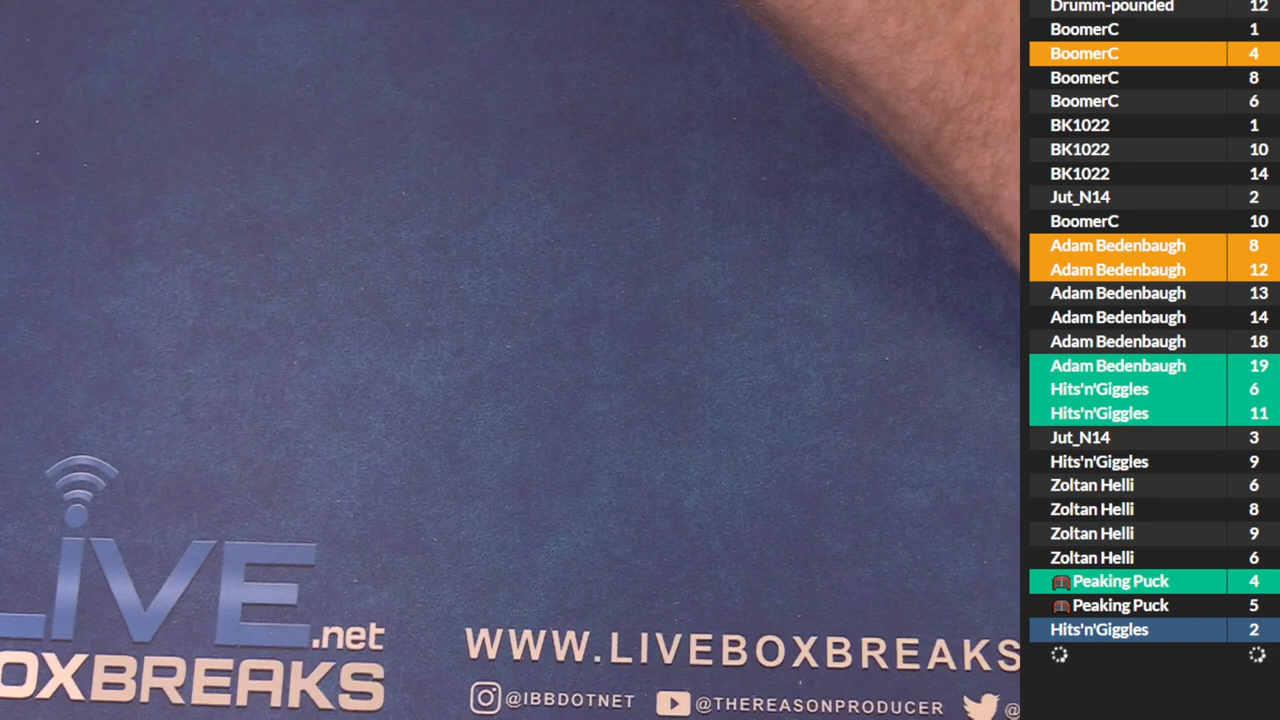 LIVE.net
OXBREAKS
WWW.LIVEBOXBREAKS
@IBBDOTNET @THEREASONPRODUCER @
Drumm-pounded 12
BoomerC 1
BoomerC 4
BoomerC 8
BoomerC 6
BK1022 1
BK1022 10
BK1022 14
Jut_N14 2
BoomerC 10
Adam Bedenbaugh 8
Adam Bedenbaugh 12
Adam Bedenbaugh 13
Adam Bedenbaugh 14
Adam Bedenbaugh 18
Adam Bedenbaugh 19
Hits'n'Giggles 6
Hits'n'Giggles 11
Jut_N14 3
Hits'n'Giggles 9
Zoltan Helli 6
Zoltan Helli 8
Zoltan Helli 9
Zoltan Helli 6
Peaking Puck 4
Peaking Puck 5
Hits'n'Giggles 2